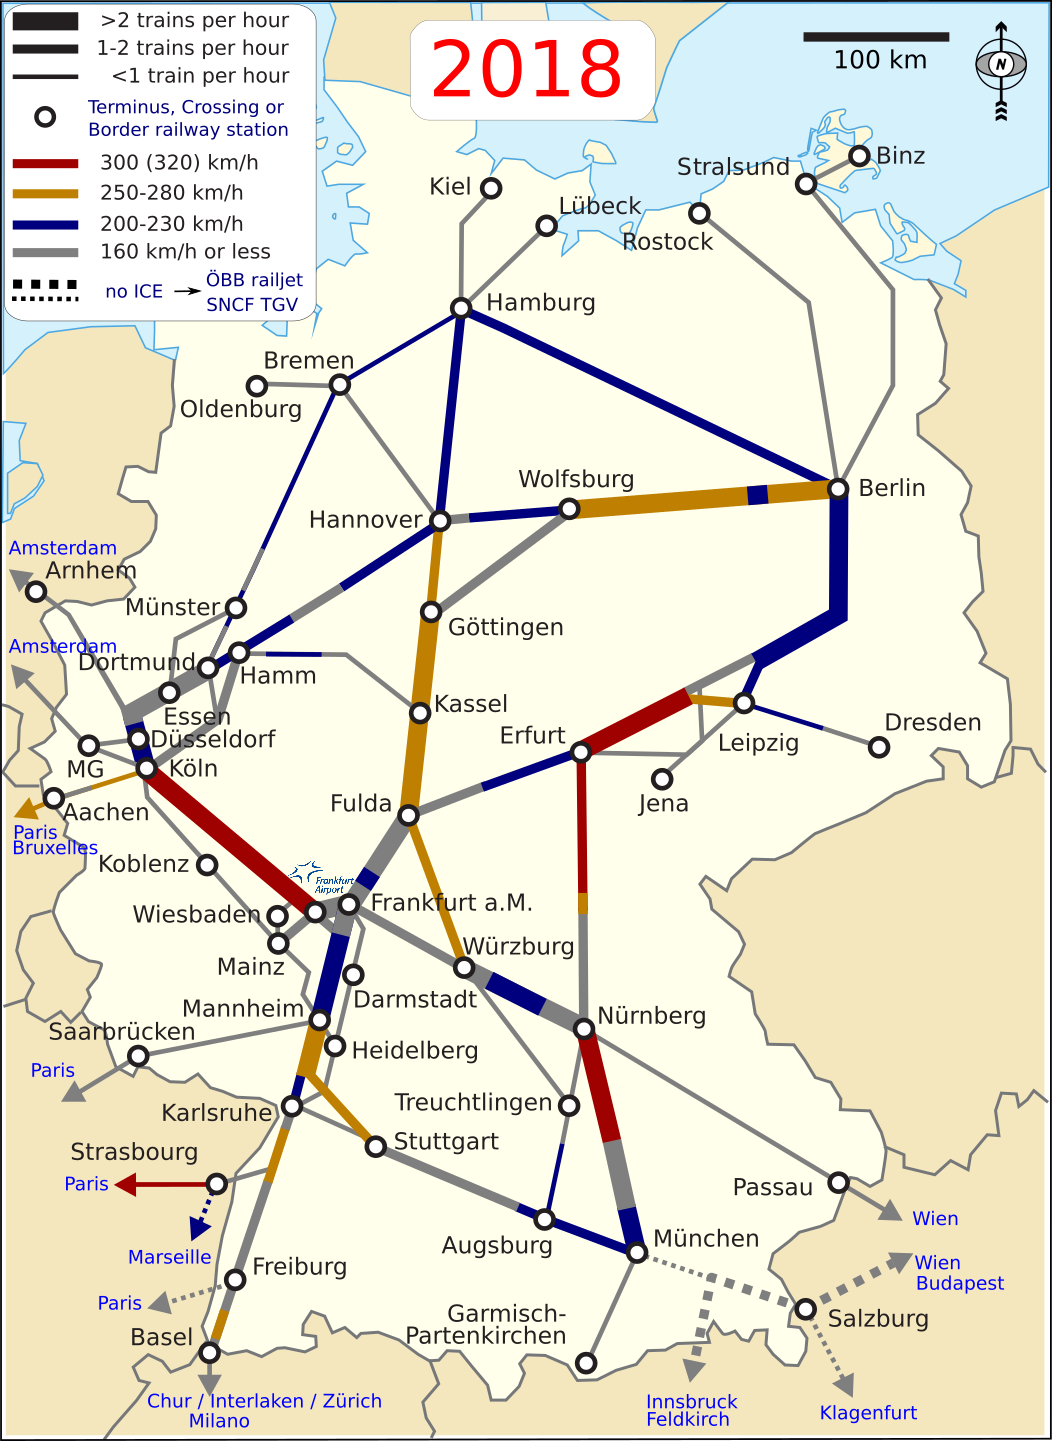 >2 trains per hour
1-2 trains per hour
<1 train per hour
Terminus, Crossing or
Border railway station
300 (320) km/h
250-280 km/h
200-230 km/h
160 km/h or less
no ICE
ÖBB railjet
SNCF TGV
2018
100 km
N
Binz
Stralsund
Kiel
Lübeck
Rostock
Hamburg
Bremen
Oldenburg
Wolfsburg
Berlin
Hannover
Amsterdam
Arnhem
Münster
Göttingen
Amsterdam
Dortmund
Hamm
Essen
Kassel
Düsseldorf
Erfurt
Leipzig
Dresden
MG
Köln
Jena
Aachen
Fulda
Paris
Bruxelles
Koblenz
Frankfurt
Airport
Wiesbaden
Frankfurt a.M.
Würzburg
Mainz
Darmstadt
Mannheim
Nürnberg
Saarbrücken
Heidelberg
Paris
Karlsruhe
Treuchtlingen
Stuttgart
Strasbourg
Paris
Passau
Wien
Marseille
Augsburg
München
Freiburg
Wien
Budapest
Paris
Garmisch-
Partenkirchen
Salzburg
Basel
Chur / Interlaken / Zürich
Milano
Innsbruck
Feldkirch
Klagenfurt